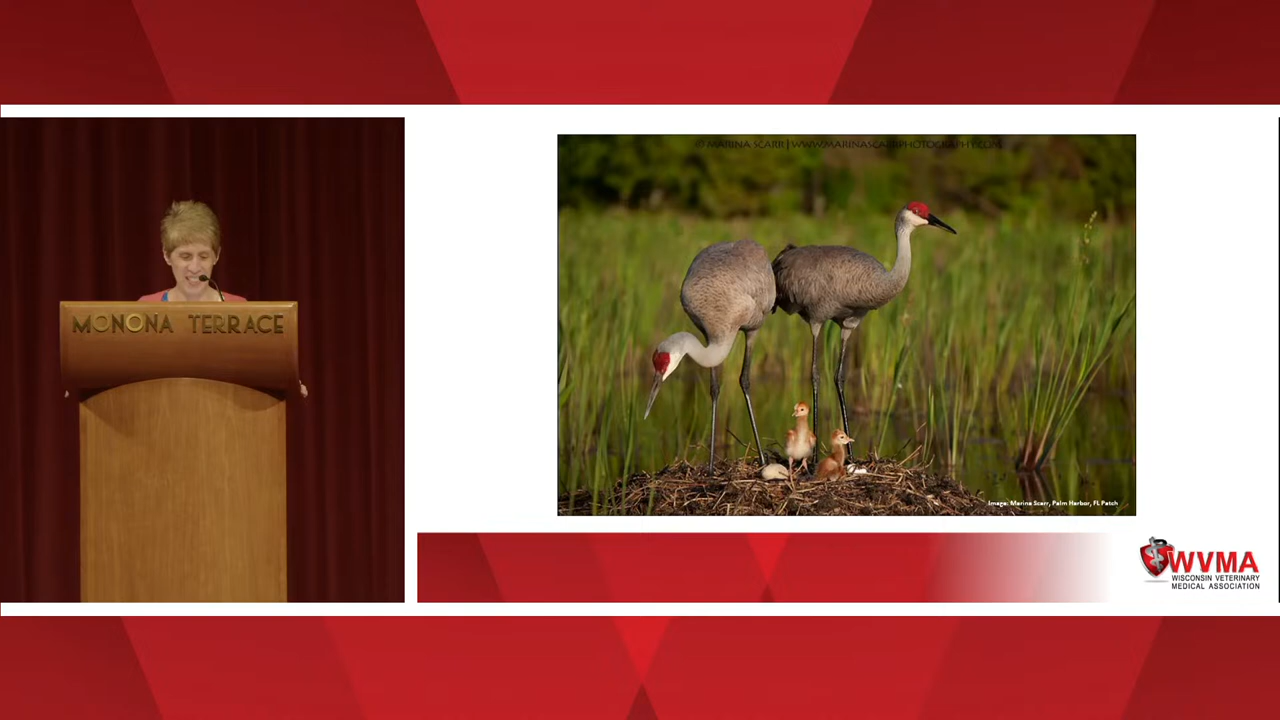 MONONA TERRACE
© MARINA SCARR | WWW.MARINASCARRPHOTOGRAPHY.COM
Image: Marina Scarr, Palm Harbor, FL Patch
WVMA
WISCONSIN VETERINARY
MEDICAL ASSOCIATION